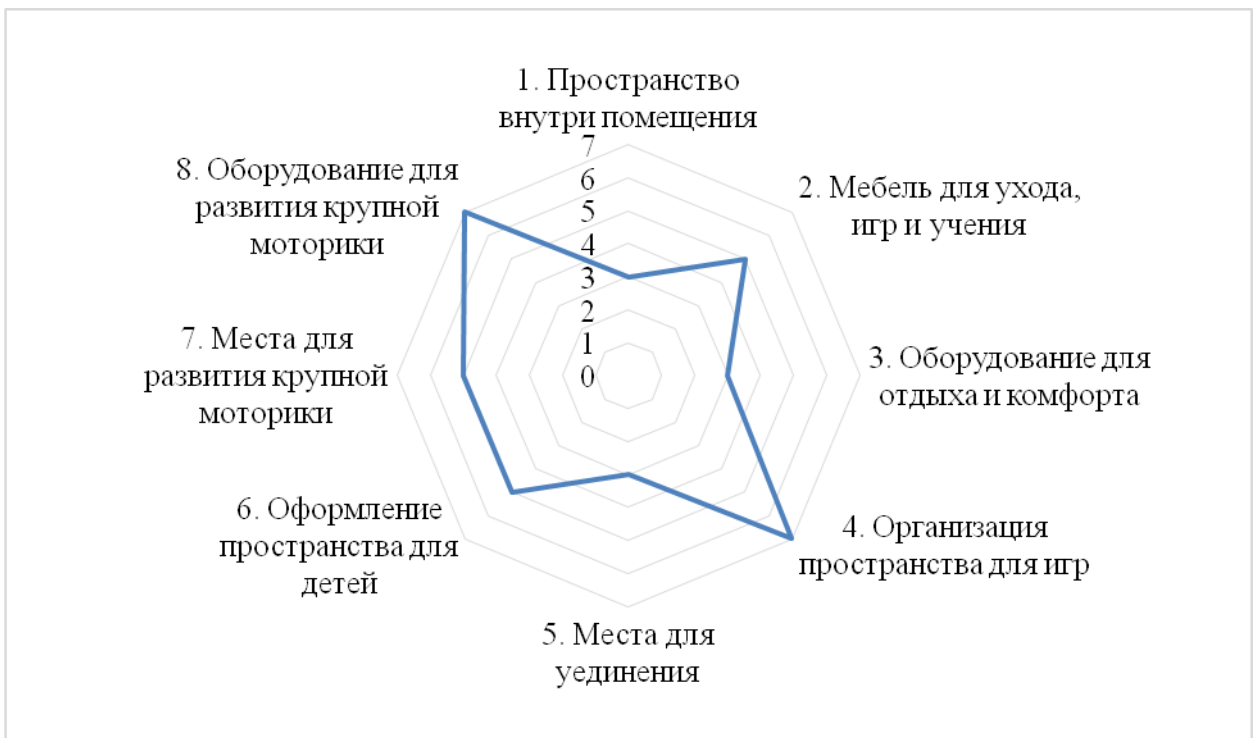 1. Пространство
внутри помещения
2. Мебель для ухода,
игр и учения
3. Оборудование для
отдыха и комфорта
4. Организация
пространства для игр
5. Места для
уединения
6. Оформление
пространства для
детей
7. Места для
развития крупной
моторики
8. Оборудование для
развития крупной
моторики
7
6
5
4
3
2
1
0